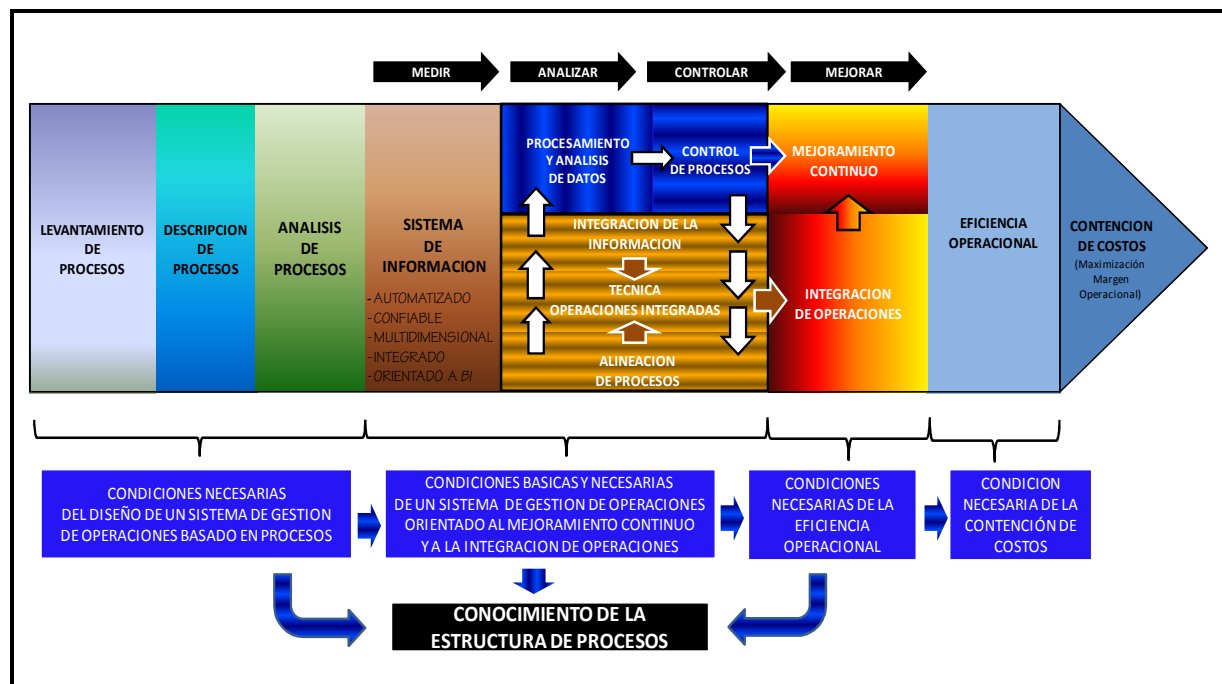 MEDIR
ANALIZAR
CONTROLAR
MEJORAR
LEVANTAMIENTO
DE
PROCESOS
DESCRIPCION
DE
PROCESOS
ANALISIS
DE
PROCESOS
SISTEMA
DE
INFORMACION
- AUTOMATIZADO
- CONFIABLE
- MULTIDIMENSIONAL
- INTEGRADO
- ORIENTADO A BI
PROCESAMIENTO
Y ANALISIS
DE DATOS
CONTROL
DE PROCESOS
INTEGRACION DE LA
INFORMACION
TECNICA
OPERACIONES INTEGRADAS
ALINEACION
DE PROCESOS
MEJORAMIENTO
CONTINUO
INTEGRACION
DE OPERACIONES
EFICIENCIA
OPERACIONAL
CONTENCION
DE COSTOS
(Maximización
Margen
Operacional)
CONDICIONES NECESARIAS
DEL DISEÑO DE UN SISTEMA DE GESTION
DE OPERACIONES BASADO EN PROCESOS
CONDICIONES BASICAS Y NECESARIAS
DE UN SISTEMA DE GESTION DE OPERACIONES
ORIENTADO AL MEJORAMIENTO CONTINUO
Y A LA INTEGRACION DE OPERACIONES
CONDICIONES
NECESARIAS DE LA
EFICIENCIA
OPERACIONAL
CONDICION
NECESARIA DE LA
CONTENCIÓN DE
COSTOS
CONOCIMIENTO DE LA
ESTRUCTURA DE PROCESOS